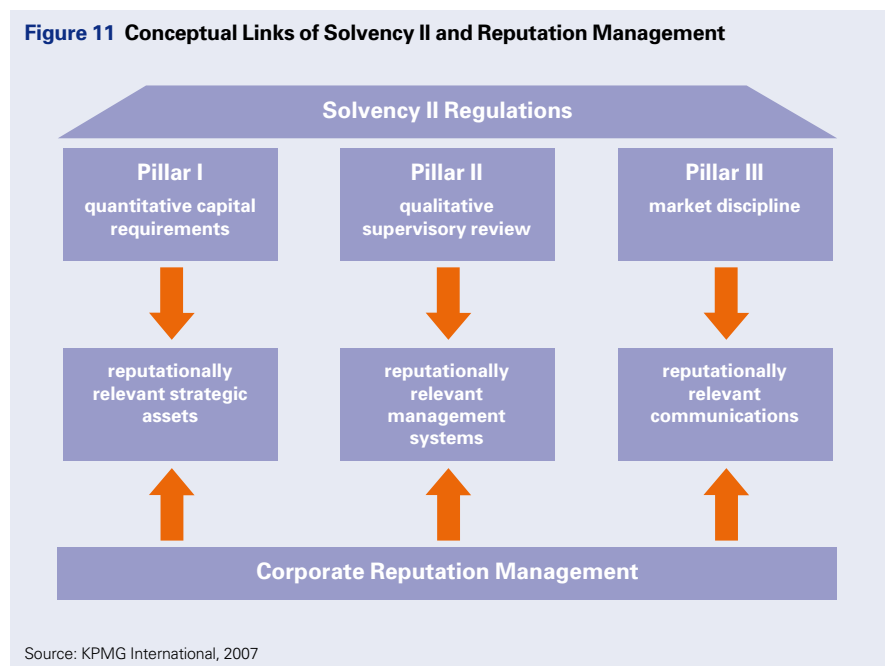 Figure 11 Conceptual Links of Solvency II and Reputation Management
Solvency II Regulations
Pillar I
quantitative capital
requirements
Pillar II
qualitative
supervisory review
Pillar III
market discipline
reputationally
relevant strategic
assets
reputationally
relevant
management
systems
reputationally
relevant
communications
Corporate Reputation Management
Source: KPMG International, 2007